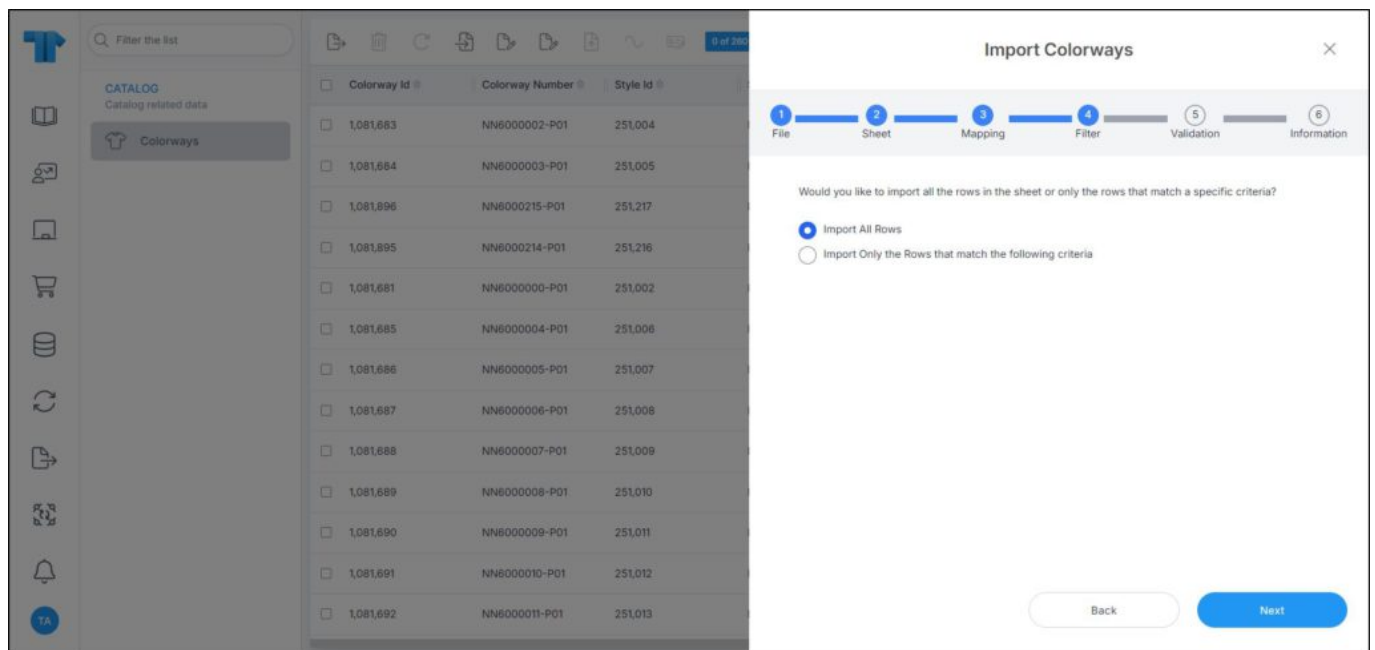 Filter the list
CATALOG
Catalog related data
Colorways
0 of 260
Colorway Id Colorway Number Style Id
1,081,683 NN6000002-P01 251,004
1,081,684 NN6000003-P01 251,005
1,081,896 NN6000215-P01 251,217
1,081,895 NN6000214-P01 251,216
1,081,681 NN6000000-P01 251,002
1,081,685 NN6000004-P01 251,006
1,081,686 NN6000005-P01 251,007
1,081,687 NN6000006-P01 251,008
1,081,688 NN6000007-P01 251,009
1,081,689 NN6000008-P01 251,010
1,081,690 NN6000009-P01 251,011
1,081,691 NN6000010-P01 251,012
1,081,692 NN6000011-P01 251,013
TA
Import Colorways
1 2 3 4 5 6
File Sheet Mapping Filter Validation Information
Would you like to import all the rows in the sheet or only the rows that match a specific criteria?
Import All Rows
Import Only the Rows that match the following criteria
Back Next